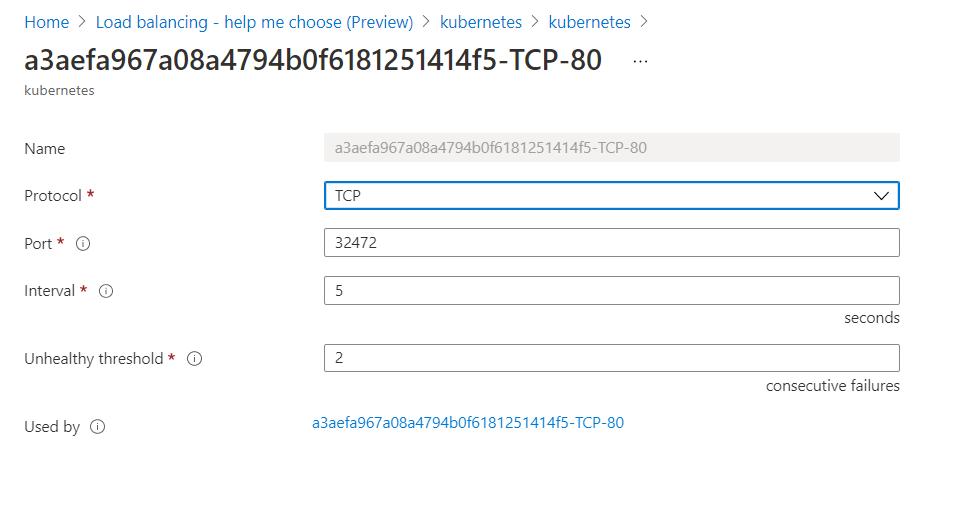 Home > Load balancing - help me choose (Preview) > kubernetes > kubernetes >
a3aefa967a08a4794b0f6181251414f5-TCP-80 ...
kubernetes
Name a3aefa967a08a4794b0f6181251414f5-TCP-80
Protocol * TCP
Port * 32472
Interval * 5
seconds
Unhealthy threshold * 2
consecutive failures
Used by a3aefa967a08a4794b0f6181251414f5-TCP-80